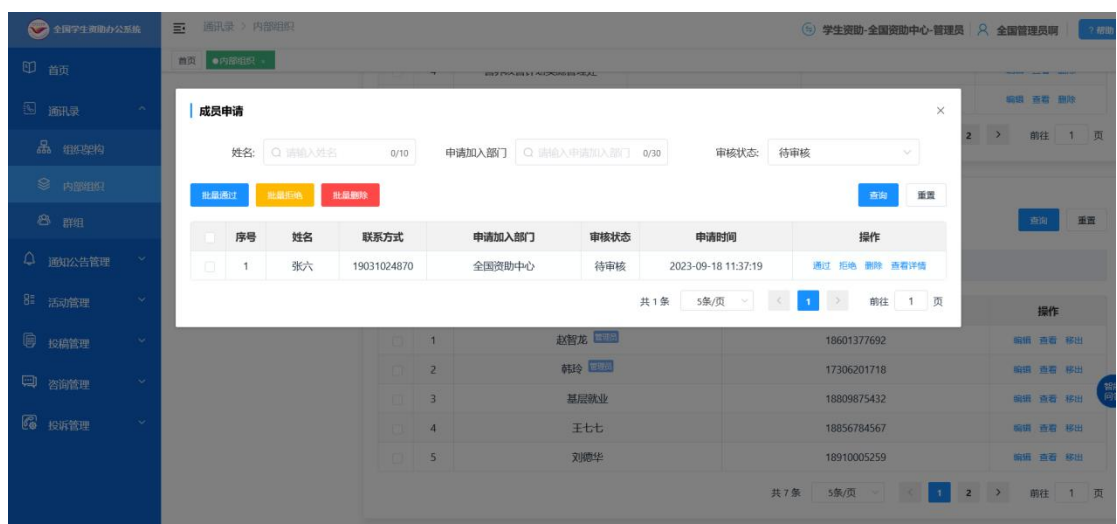 全国学生资助办公系统
通讯录 > 内部组织
学生资助-全国资助中心-管理员
全国管理员啊
? 帮助
首页
通讯录
组织架构
内部组织
群组
通知公告管理
活动管理
投稿管理
咨询管理
投诉管理
首页
内部组织 ×
编辑 查看 删除
2 > 前往 1 页
成员申请
姓名: 请输入姓名 0/10 申请加入部门 请输入申请加入部门 0/30 审核状态: 待审核
批量通过 批量拒绝 批量删除 查询 重置
序号 姓名 联系方式 申请加入部门 审核状态 申请时间 操作
1 张六 19031024870 全国资助中心 待审核 2023-09-18 11:37:19 通过 拒绝 删除 查看详情
共 1 条 5条/页 < 1 > 前往 1 页
查询 重置
操作
1 赵智龙 管理员 18601377692 编辑 查看 移出
2 韩玲 管理员 17306201718 编辑 查看 移出
3 基层就业 18809875432 编辑 查看 移出
4 王七七 18856784567 编辑 查看 移出
5 刘德华 18910005259 编辑 查看 移出
共 7 条 5条/页 < 1 2 > 前往 1 页